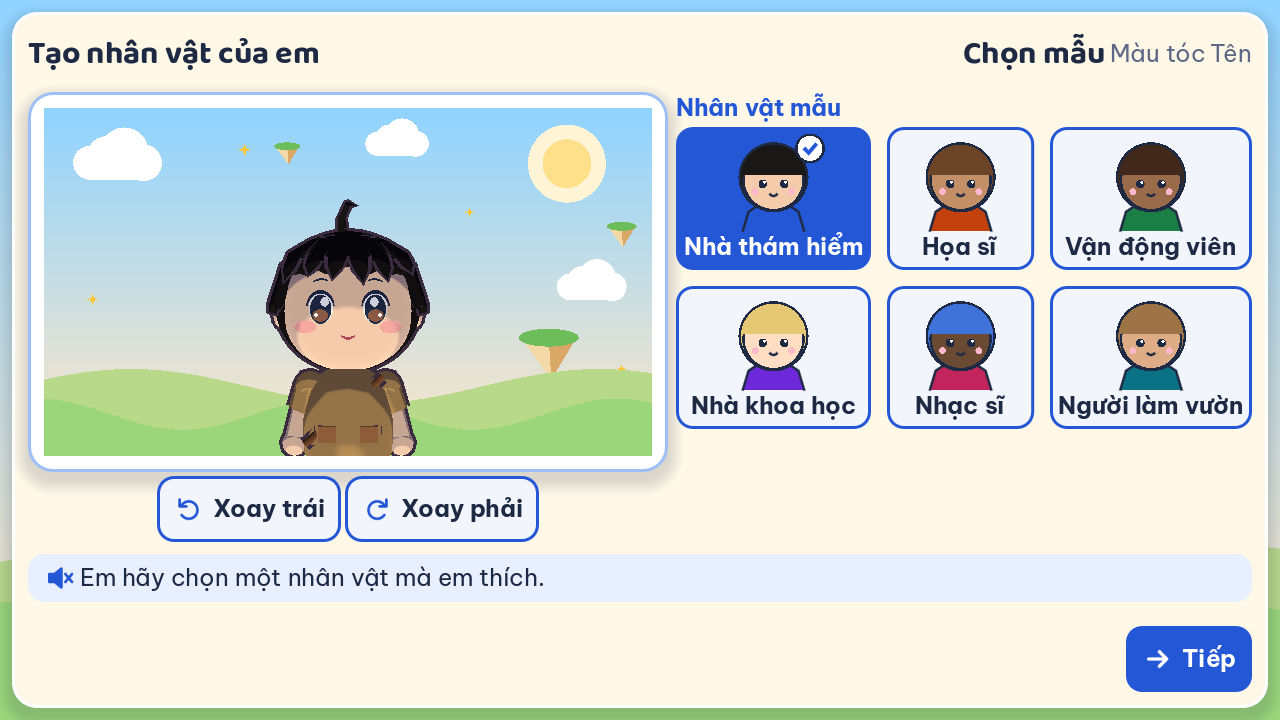 Tạo nhân vật của em
Chọn mẫu Màu tóc Tên
Nhân vật mẫu
Nhà thám hiểm
Họa sĩ
Vận động viên
Nhà khoa học
Nhạc sĩ
Người làm vườn
Xoay trái
Xoay phải
Em hãy chọn một nhân vật mà em thích.
Tiếp